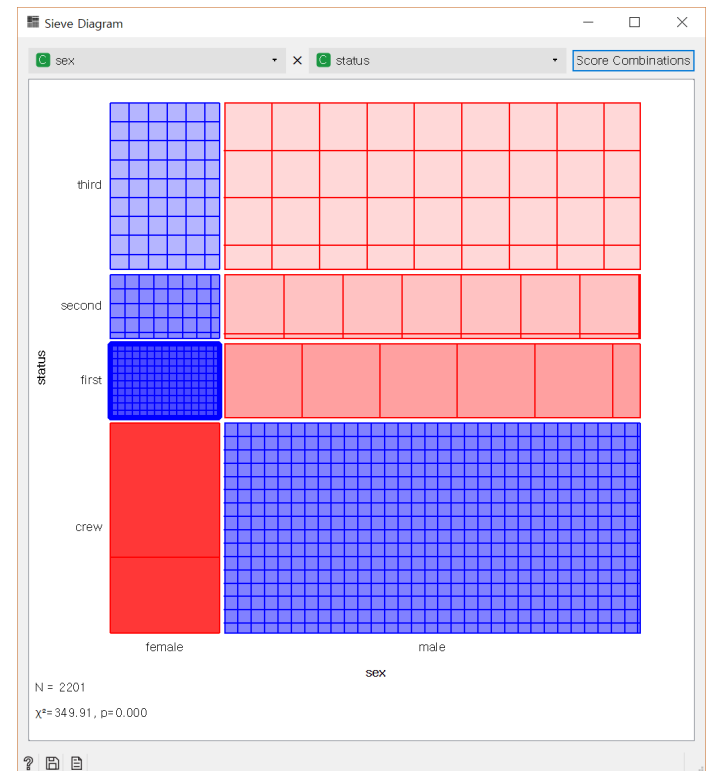 Sieve Diagram
C sex × C status Score Combinations
third
second
first
crew
status
female male
sex
N = 2201
χ²=349.91, p=0.000
?